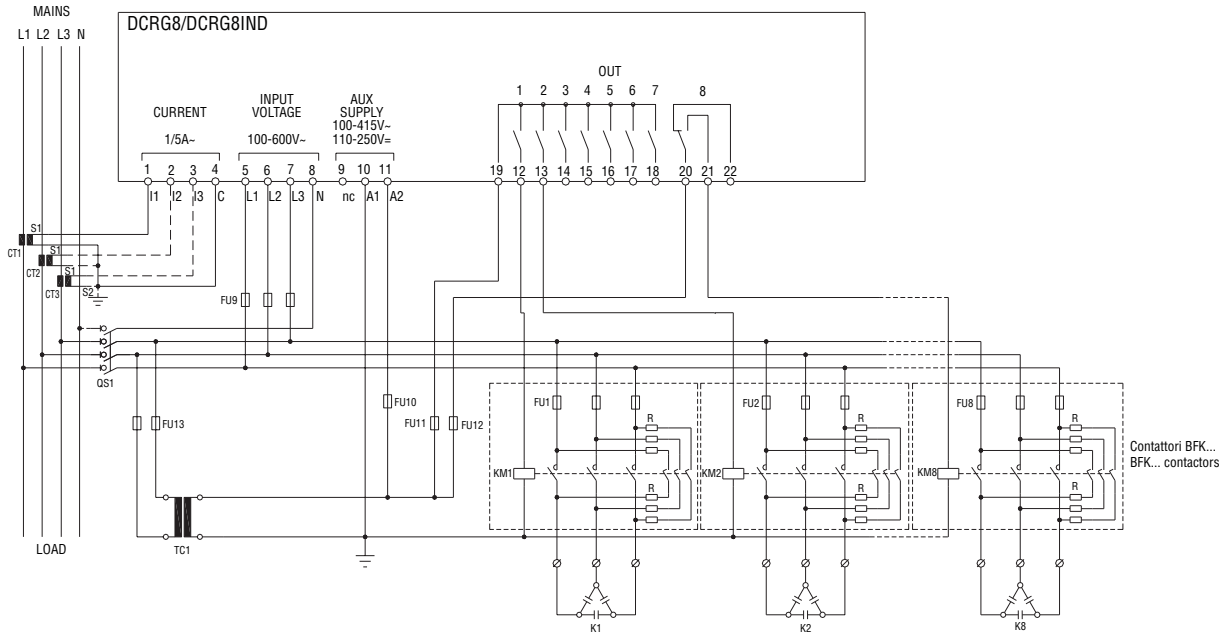 MAINS
L1 L2 L3 N
DCRG8/DCRG8IND
OUT
1 2 3 4 5 6 7 8
CURRENT
1/5A~
INPUT
VOLTAGE
100-600V~
AUX
SUPPLY
100-415V~
110-250V=
1 2 3 4 5 6 7 8 9 10 11 19 12 13 14 15 16 17 18 20 21 22
I1 I2 I3 C L1 L2 L3 N nc A1 A2
S1
CT1
S1
CT2
S1
CT3
S2
FU9
QS1
FU13
FU10
FU11
FU12
FU1
FU2
FU8
R
R
R
KM1
KM2
KM8
R
R
R
Contattori BFK...
BFK... contactors
LOAD
TC1
K1
K2
K8